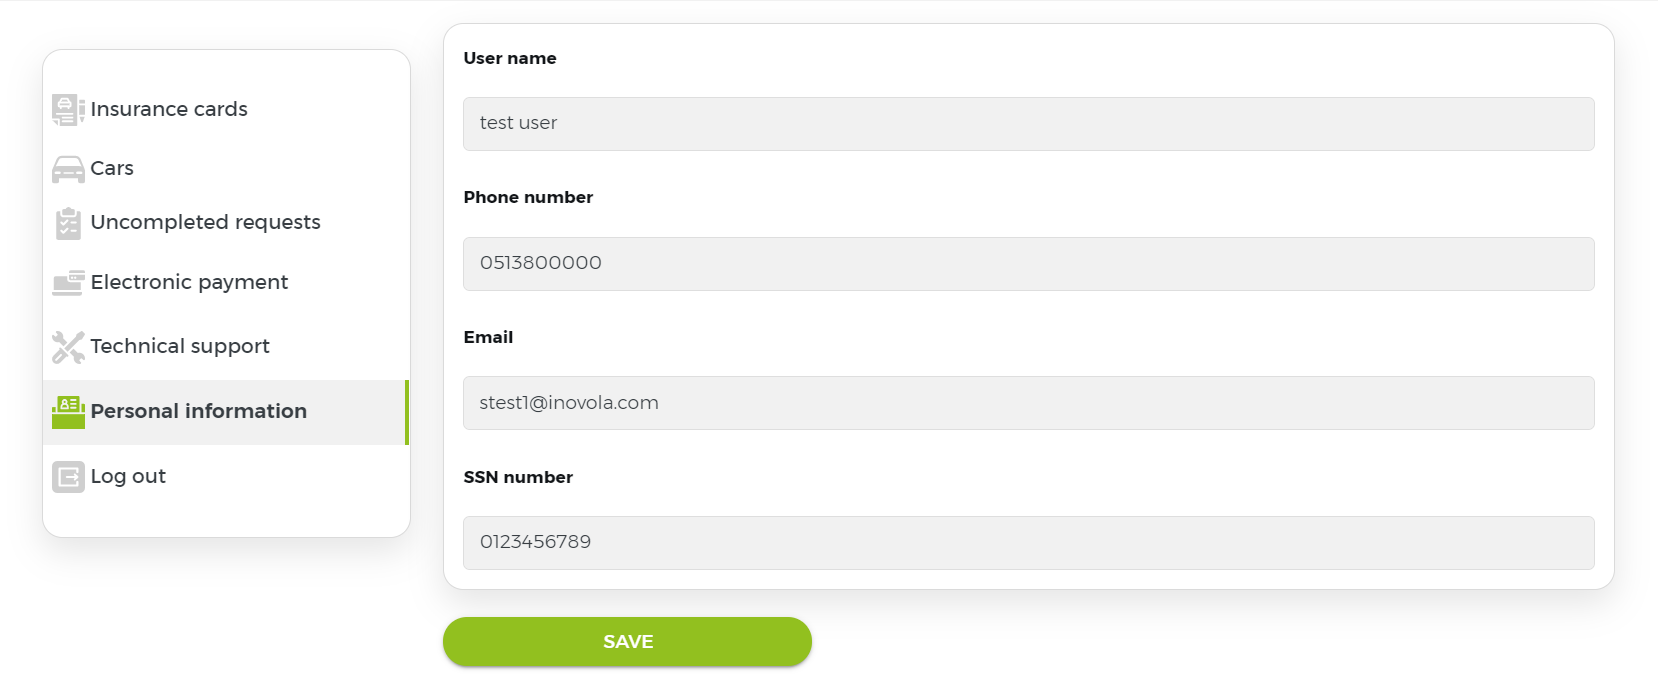 Insurance cards
Cars
Uncompleted requests
Electronic payment
Technical support
Personal information
Log out
User name
test user
Phone number
0513800000
Email
stest1@inovola.com
SSN number
0123456789
SAVE